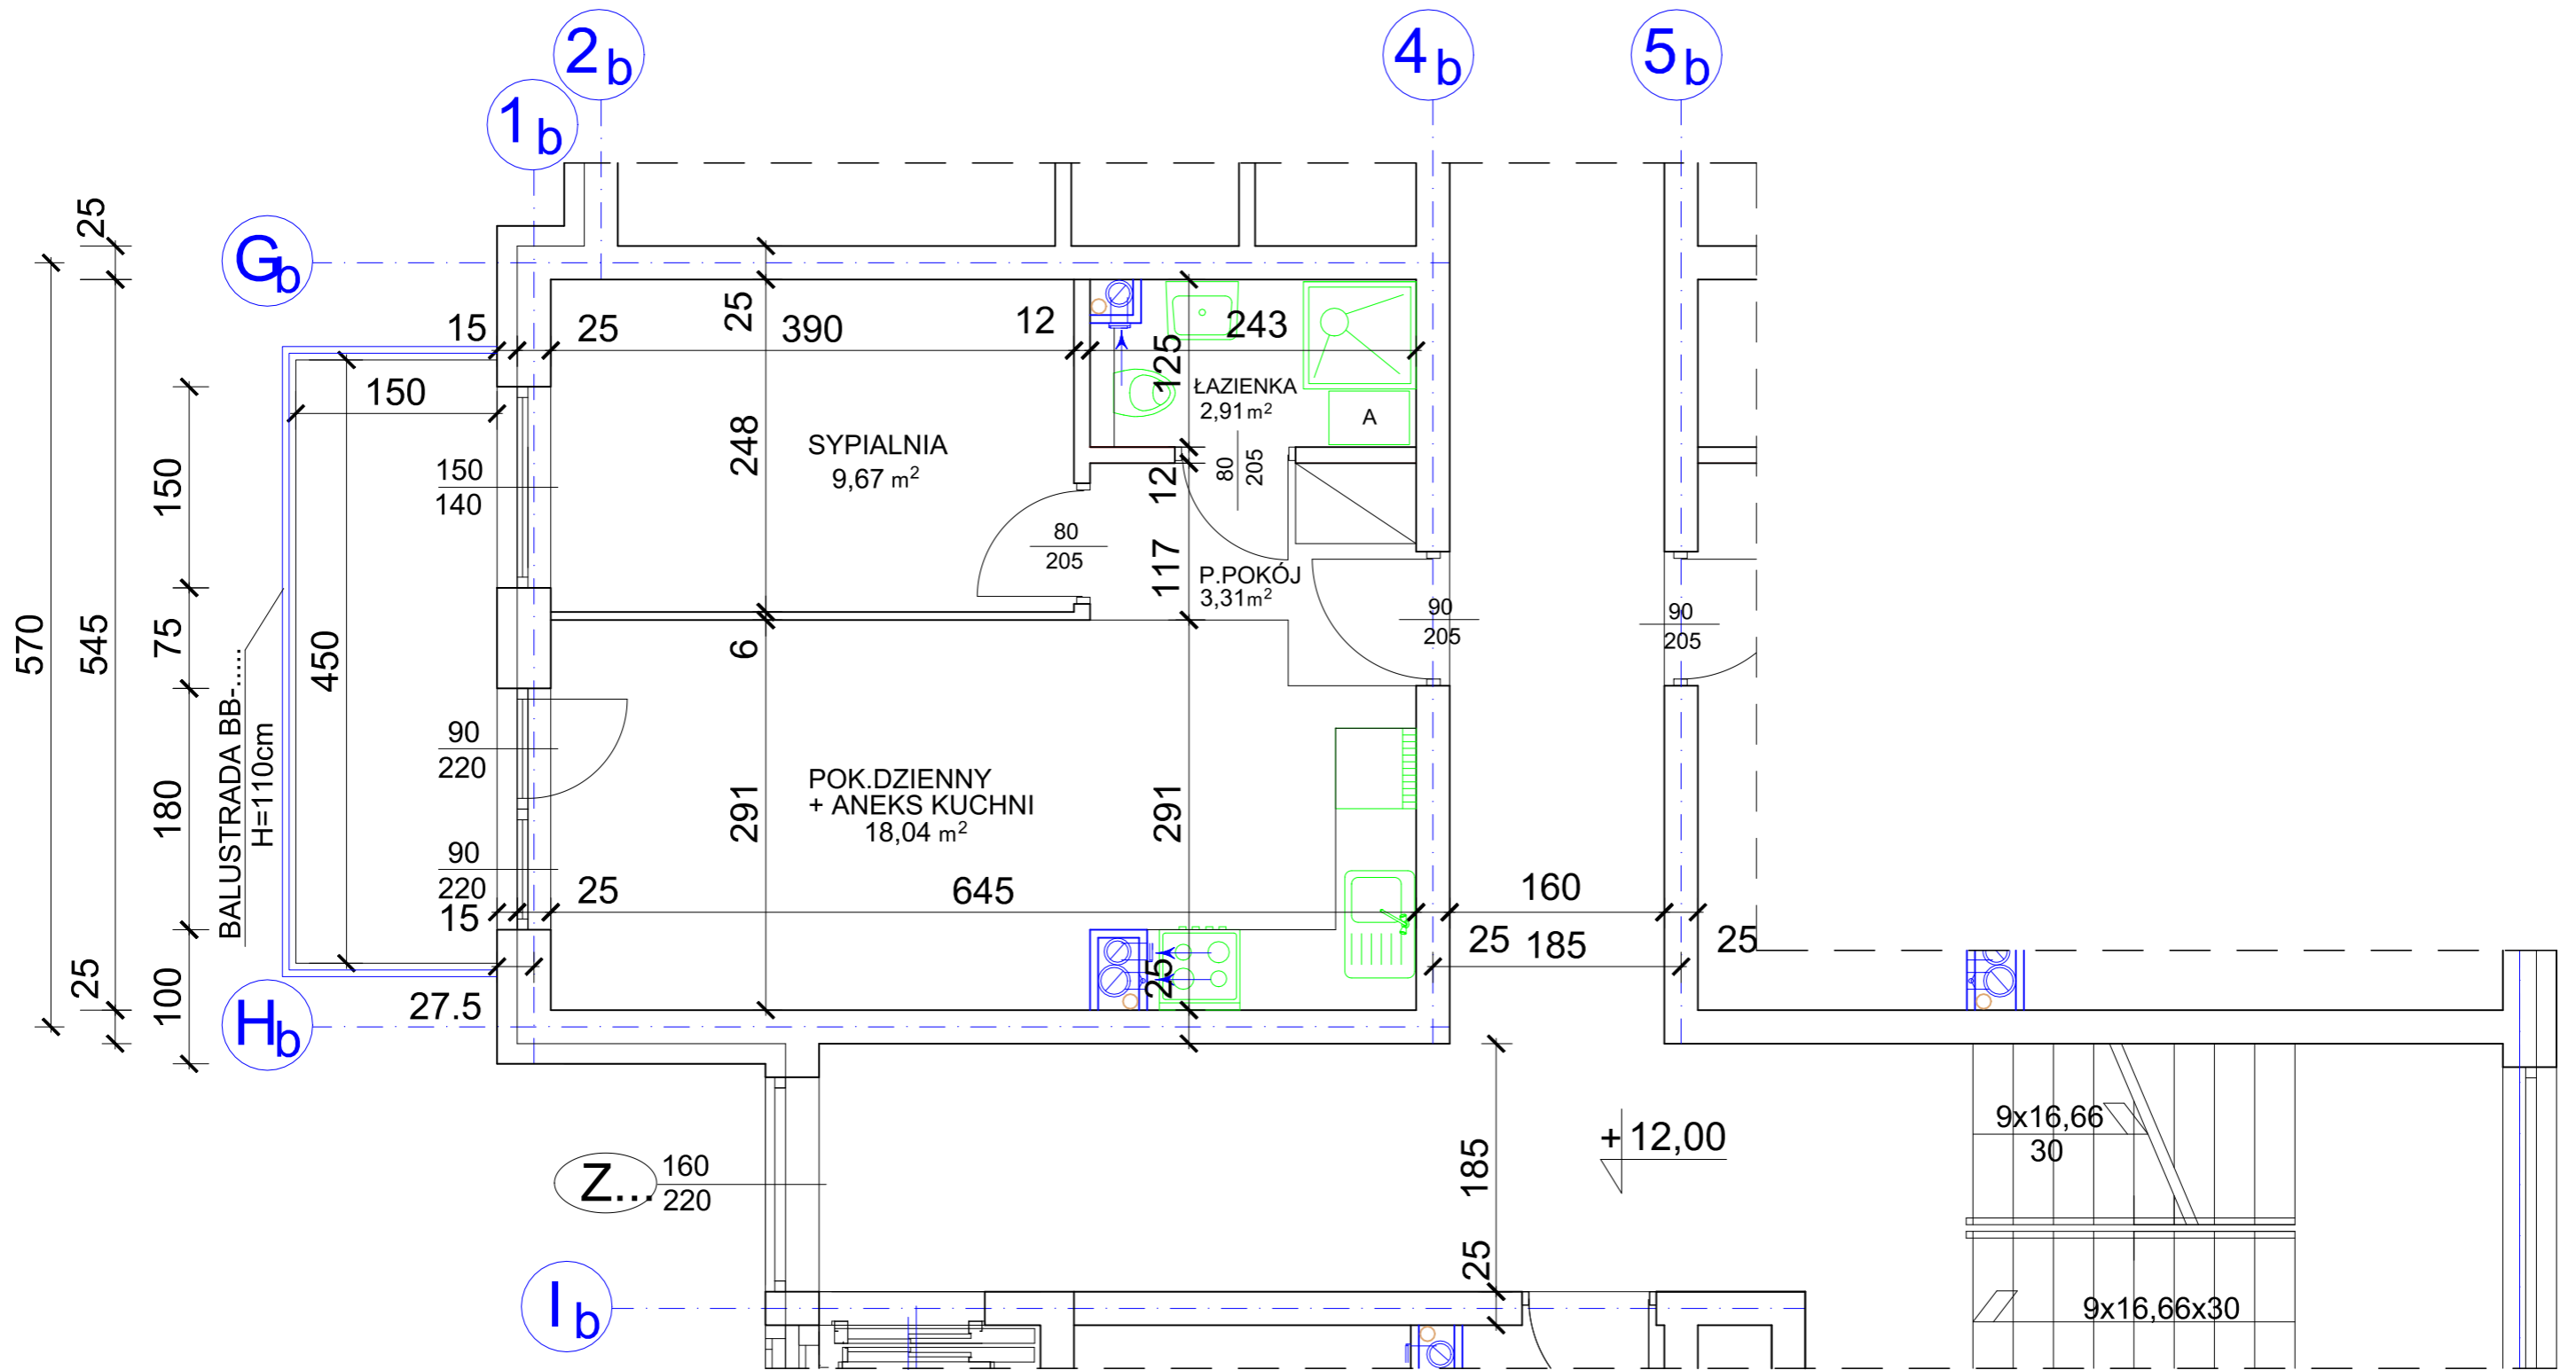 2b
4b
5b
1b
Gb
25
15
25
25
390
12
243
125
150
ŁAZIENKA
2,91 m²
A
SYPIALNIA
9,67 m²
248
150
140
150
12
80
205
80
205
117
P.POKÓJ
3,31m²
90
205
90
205
570
545
75
450
6
BALUSTRADA BB-.....
H=110cm
90
220
180
291
POK.DZIENNY
+ ANEKS KUCHNI
18,04 m²
291
90
220
15
25
645
160
25
185
25
25
100
27.5
25
Hb
+ 12,00
185
9x16,66
30
Z...
160
220
25
Ib
9x16,66x30